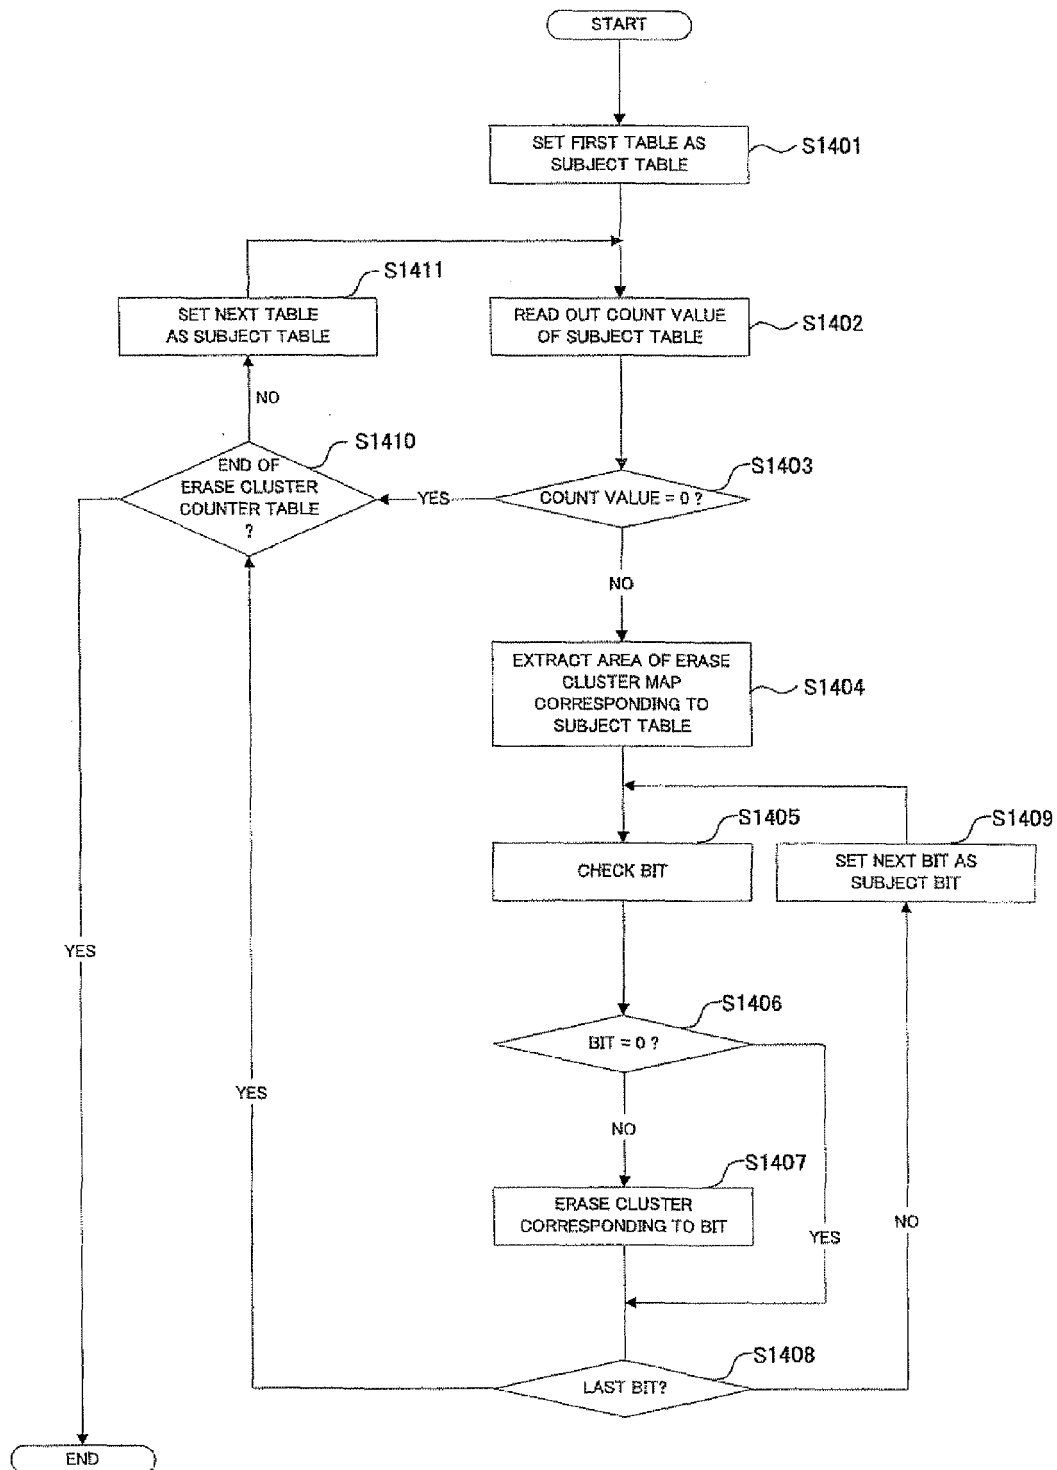 START
SET FIRST TABLE AS
SUBJECT TABLE
S1401
S1411
SET NEXT TABLE
AS SUBJECT TABLE
READ OUT COUNT VALUE
OF SUBJECT TABLE
S1402
NO
S1410
END OF
ERASE CLUSTER
COUNTER TABLE
?
YES
S1403
COUNT VALUE = 0 ?
NO
EXTRACT AREA OF ERASE
CLUSTER MAP
CORRESPONDING TO
SUBJECT TABLE
S1404
S1405
CHECK BIT
S1409
SET NEXT BIT AS
SUBJECT BIT
YES
S1406
BIT = 0 ?
YES
NO
S1407
ERASE CLUSTER
CORRESPONDING TO BIT
YES
NO
S1408
LAST BIT?
END